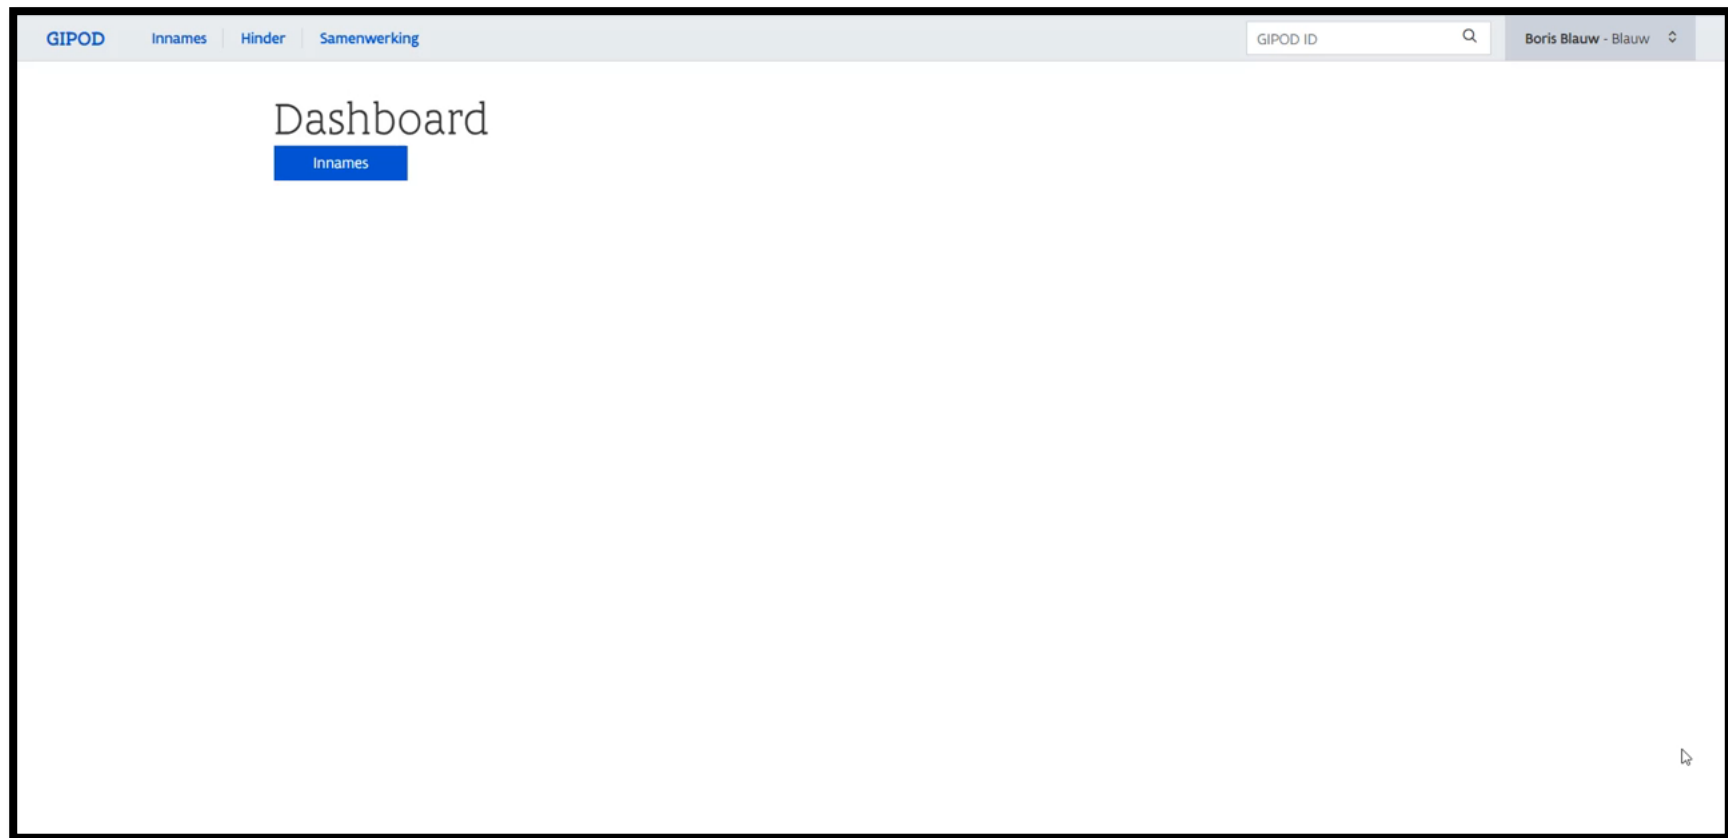 GIPOD Innames Hinder Samenwerking GIPOD ID Boris Blauw - Blauw
Dashboard
Innames